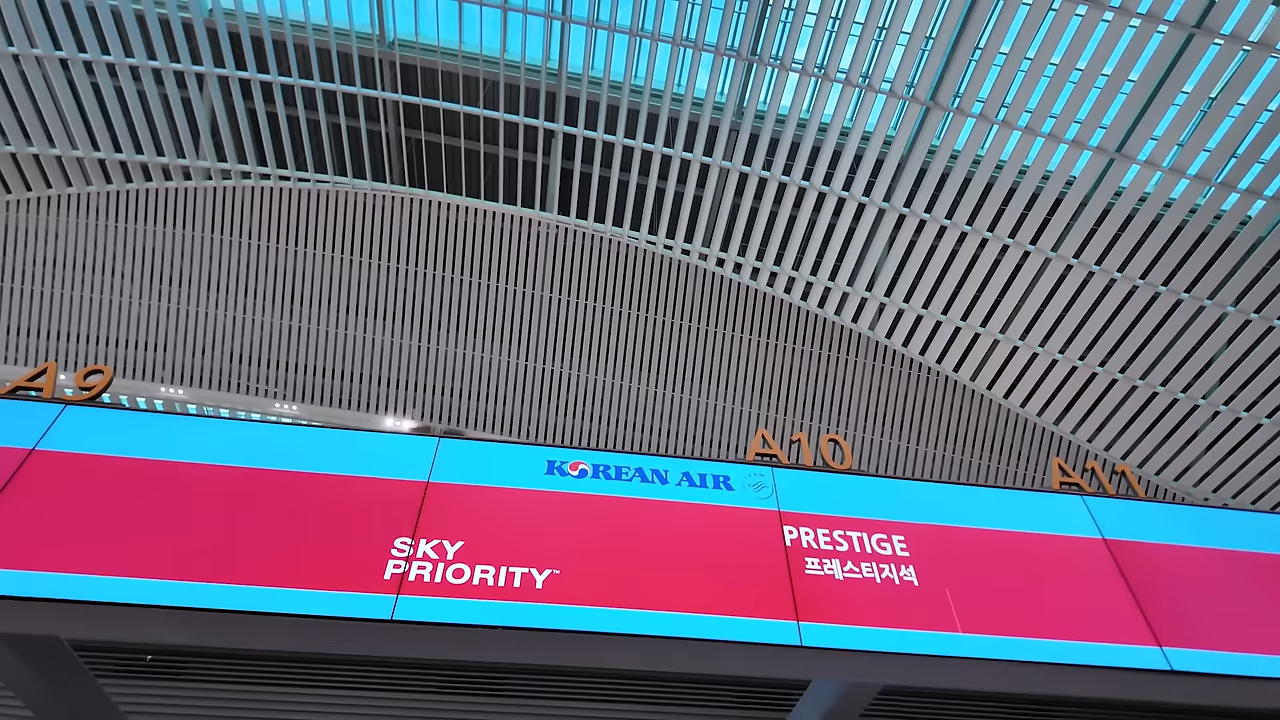 A9
A10
A11
KOREAN AIR
SKY
PRIORITY™
PRESTIGE
프레스티지석